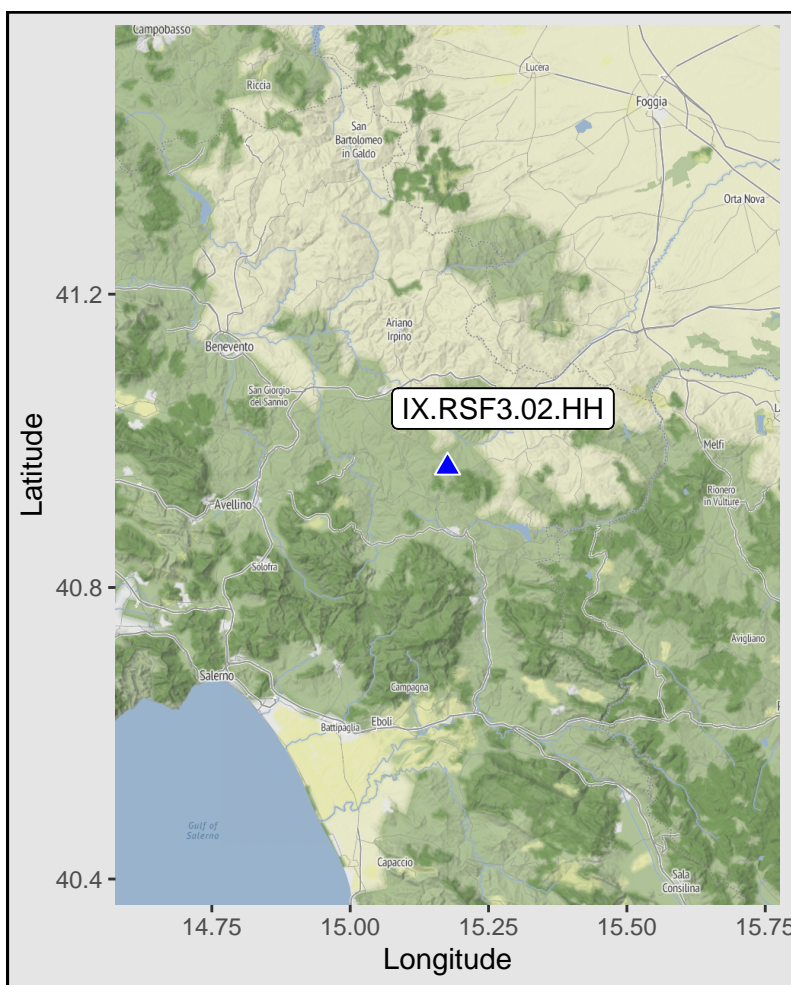 Campobasso
Riccia
Lucera
Foggia
San
Bartolomeo
in Galdo
Orta Nova
41.2
Ariano
Irpino
Benevento
San Giorgio
del Sannio
IX.RSF3.02.HH
Melfi
Latitude
Rionero
in Vulture
Avellino
Solofra
40.8
Avigliano
Salerno
Campagna
Battipaglia
Eboli
Gulf of
Salerno
Capaccio
40.4
Sala
Consilina
14.75
15.00
15.25
15.50
15.75
Longitude